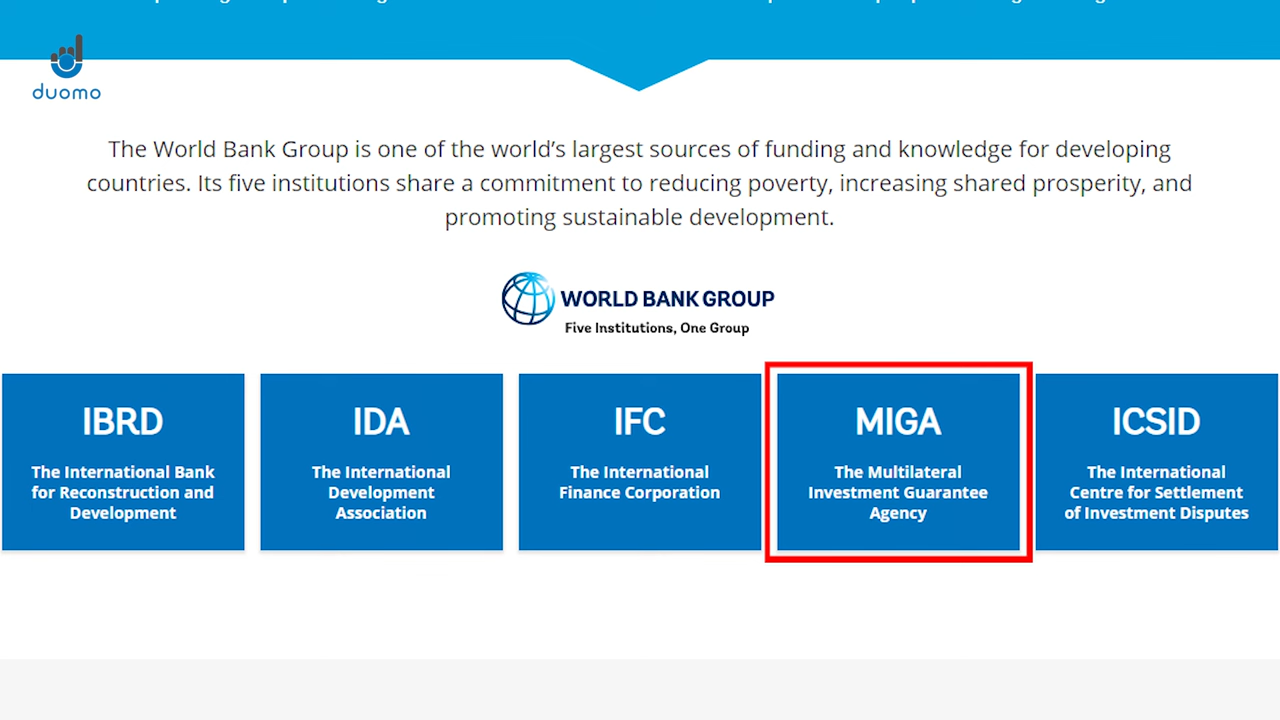 duomo
The World Bank Group is one of the world’s largest sources of funding and knowledge for developing
countries. Its five institutions share a commitment to reducing poverty, increasing shared prosperity, and
promoting sustainable development.
WORLD BANK GROUP
Five Institutions, One Group
IBRD
The International Bank
for Reconstruction and
Development
IDA
The International
Development
Association
IFC
The International
Finance Corporation
MIGA
The Multilateral
Investment Guarantee
Agency
ICSID
The International
Centre for Settlement
of Investment Disputes